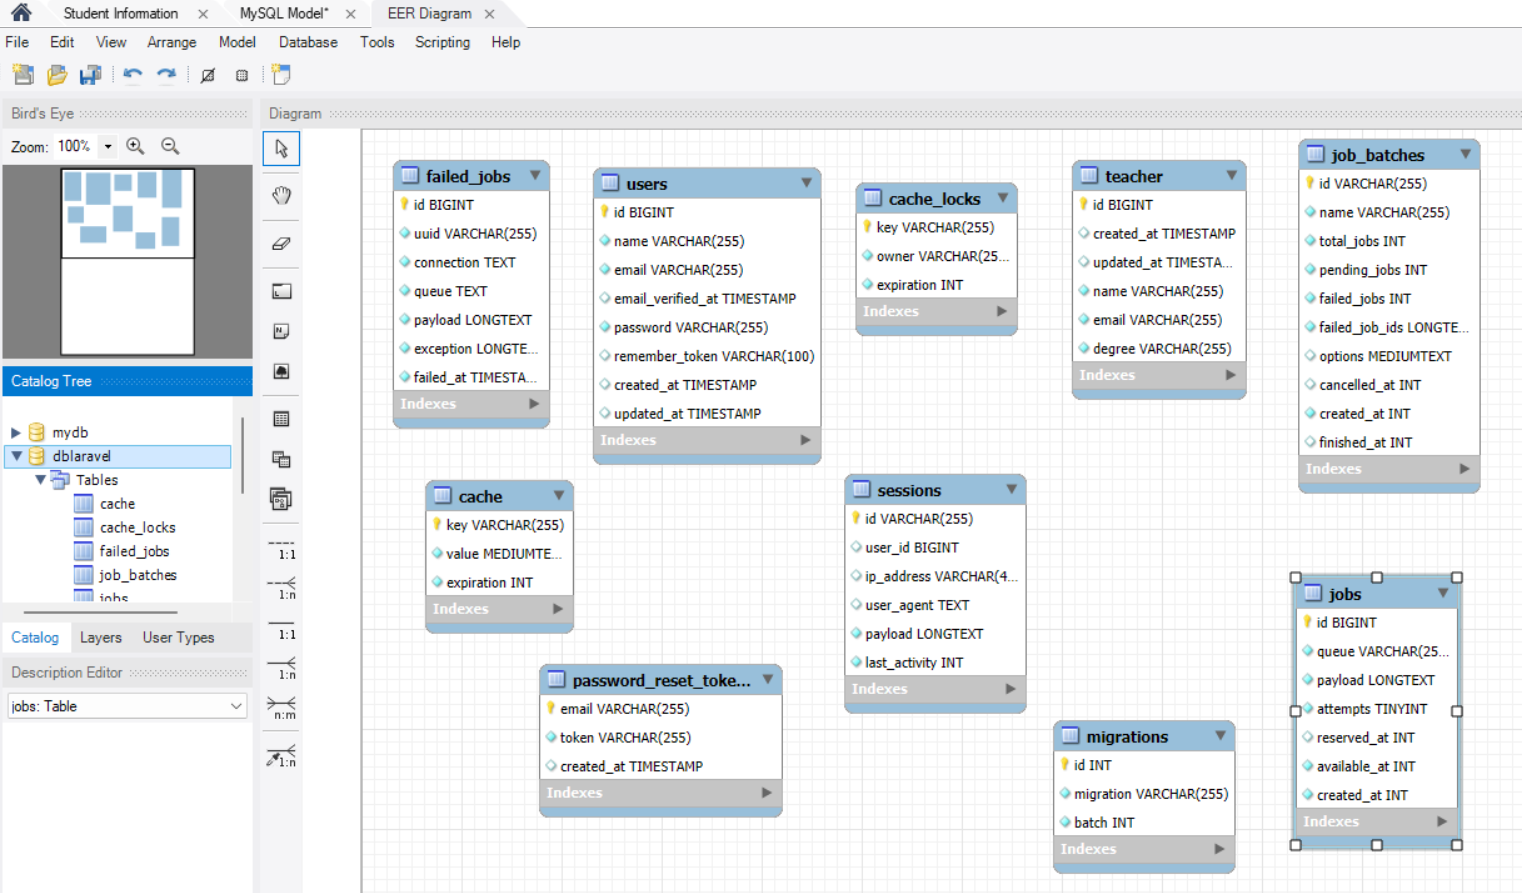 Student Information
MySQL Model*
EER Diagram
File Edit View Arrange Model Database Tools Scripting Help
Bird's Eye
Zoom: 100%
Catalog Tree
mydb
dblaravel
Tables
cache
cache_locks
failed_jobs
job_batches
jobs
Catalog Layers User Types
Description Editor
jobs: Table
Diagram
1:1
1:n
1:1
1:n
n:m
1:n
failed_jobs
id BIGINT
uuid VARCHAR(255)
connection TEXT
queue TEXT
payload LONGTEXT
exception LONGTE...
failed_at TIMESTA...
Indexes
users
id BIGINT
name VARCHAR(255)
email VARCHAR(255)
email_verified_at TIMESTAMP
password VARCHAR(255)
remember_token VARCHAR(100)
created_at TIMESTAMP
updated_at TIMESTAMP
Indexes
cache_locks
key VARCHAR(255)
owner VARCHAR(25...
expiration INT
Indexes
teacher
id BIGINT
created_at TIMESTAMP
updated_at TIMESTA...
name VARCHAR(255)
email VARCHAR(255)
degree VARCHAR(255)
Indexes
job_batches
id VARCHAR(255)
name VARCHAR(255)
total_jobs INT
pending_jobs INT
failed_jobs INT
failed_job_ids LONGTE...
options MEDIUMTEXT
cancelled_at INT
created_at INT
finished_at INT
Indexes
cache
key VARCHAR(255)
value MEDIUMTE...
expiration INT
Indexes
sessions
id VARCHAR(255)
user_id BIGINT
ip_address VARCHAR(4...
user_agent TEXT
payload LONGTEXT
last_activity INT
Indexes
jobs
id BIGINT
queue VARCHAR(25...
payload LONGTEXT
attempts TINYINT
reserved_at INT
available_at INT
created_at INT
Indexes
password_reset_toke...
email VARCHAR(255)
token VARCHAR(255)
created_at TIMESTAMP
Indexes
migrations
id INT
migration VARCHAR(255)
batch INT
Indexes